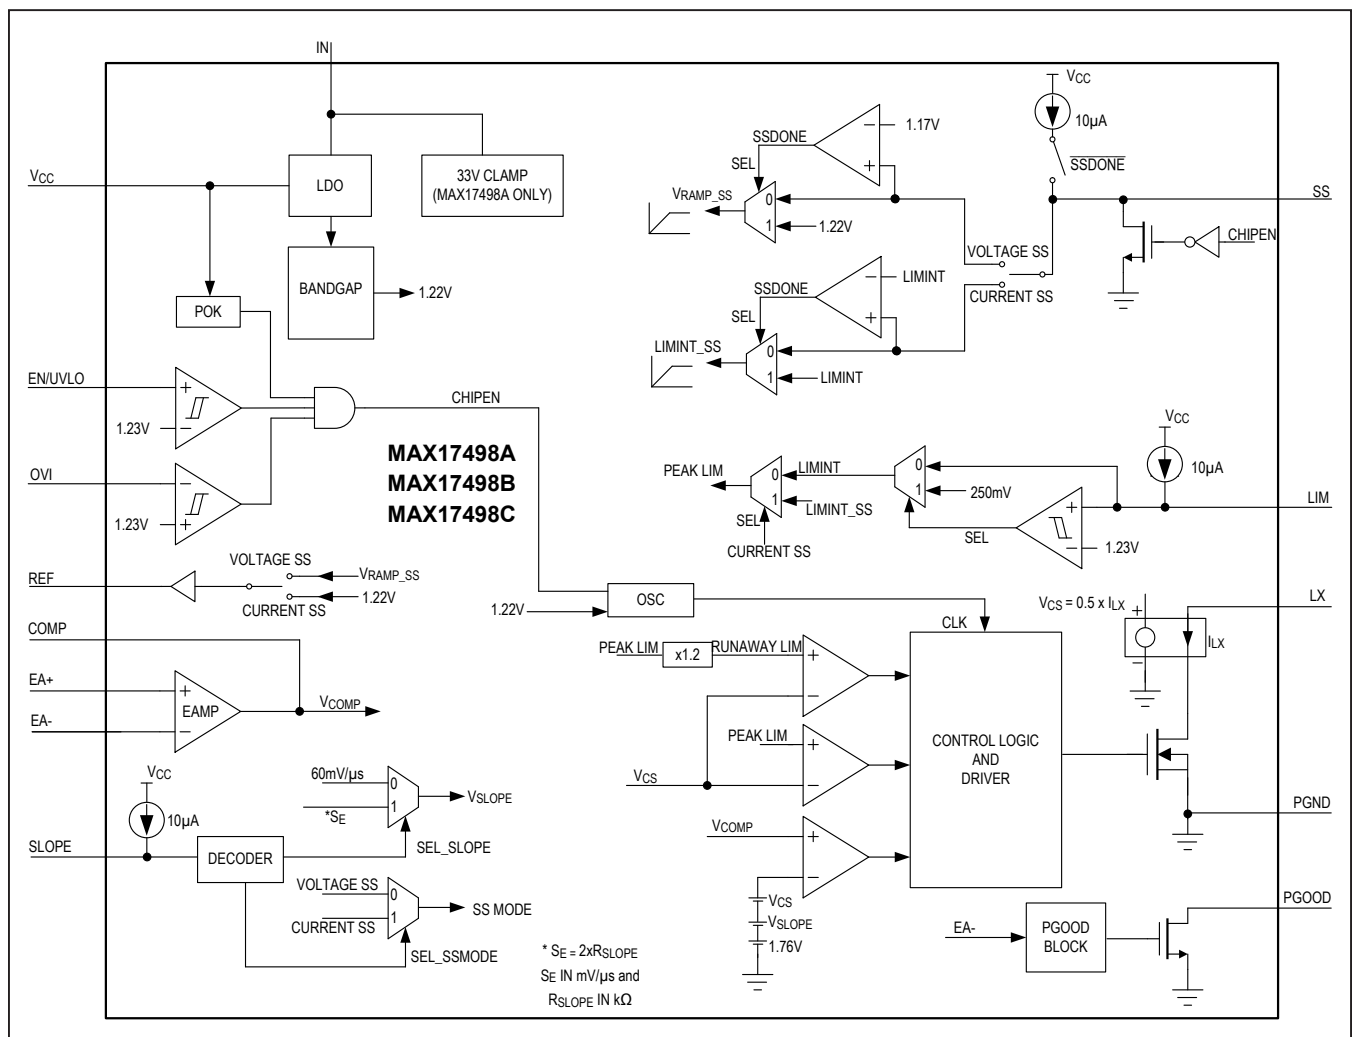 IN
VCC
LDO
33V CLAMP
(MAX17498A ONLY)
BANDGAP
1.22V
POK
EN/UVLO
+
1.23V
−
CHIPEN
OVI
−
1.23V
+
MAX17498A
MAX17498B
MAX17498C
REF
VOLTAGE SS
VRAMP_SS
1.22V
CURRENT SS
COMP
EA+
+
EAMP
VCOMP
EA-
−
VCC
10µA
SLOPE
DECODER
60mV/µs
0
*SE
1
VSLOPE
SEL_SLOPE
VOLTAGE SS
0
CURRENT SS
1
SS MODE
SEL_SSMODE
* SE = 2xRSLOPE
SE IN mV/µs and
RSLOPE IN kΩ
VCC
10µA
SSDONE
SS
CHIPEN
−
1.17V
+
SSDONE
SEL
VRAMP_SS
0
1
1.22V
VOLTAGE SS
CURRENT SS
−
LIMINT
+
SSDONE
SEL
LIMINT_SS
0
1
LIMINT
VCC
10µA
LIM
PEAK LIM
0
LIMINT
1
LIMINT_SS
SEL
CURRENT SS
0
1
250mV
SEL
+
−
1.23V
1.22V
OSC
CLK
PEAK LIM
x1.2
RUNAWAY LIM
+
−
PEAK LIM
+
−
VCS
VCOMP
+
−
VCS
VSLOPE
1.76V
CONTROL LOGIC
AND
DRIVER
VCS = 0.5 x ILX
+
−
ILX
LX
PGND
EA-
PGOOD
BLOCK
PGOOD